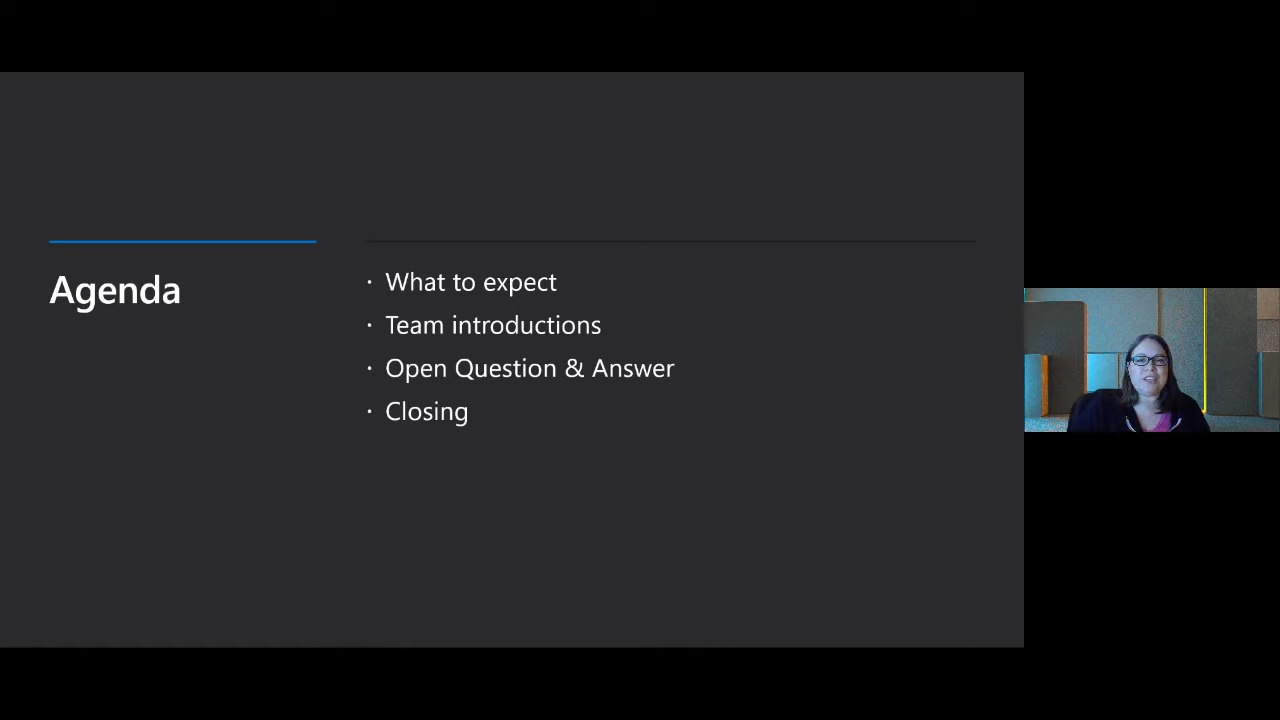 Agenda
· What to expect
· Team introductions
· Open Question & Answer
· Closing